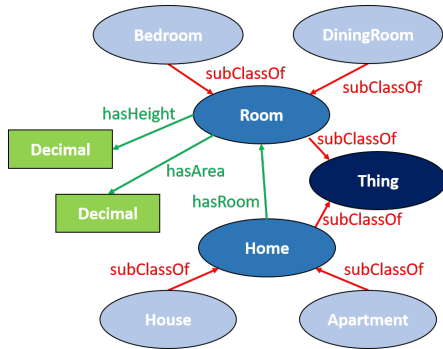 Bedroom
DiningRoom
subClassOf
subClassOf
hasHeight
Room
subClassOf
Decimal
hasArea
Thing
Decimal
hasRoom
subClassOf
Home
subClassOf
subClassOf
House
Apartment